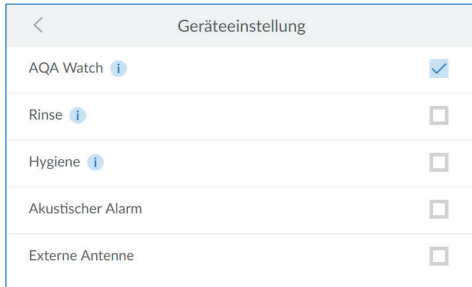 Geräteeinstellung
AQA Watch i
Rinse i
Hygiene i
Akustischer Alarm
Externe Antenne